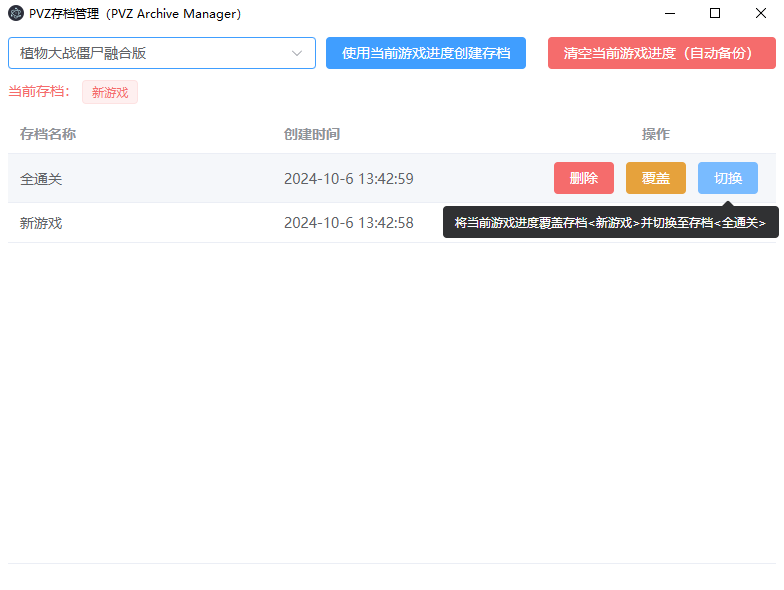 PVZ存档管理（PVZ Archive Manager）
植物大战僵尸融合版 使用当前游戏进度创建存档 清空当前游戏进度（自动备份）
当前存档： 新游戏
存档名称 创建时间 操作
全通关 2024-10-6 13:42:59 删除 覆盖 切换
新游戏 2024-10-6 13:42:58
将当前游戏进度覆盖存档<新游戏>并切换至存档<全通关>